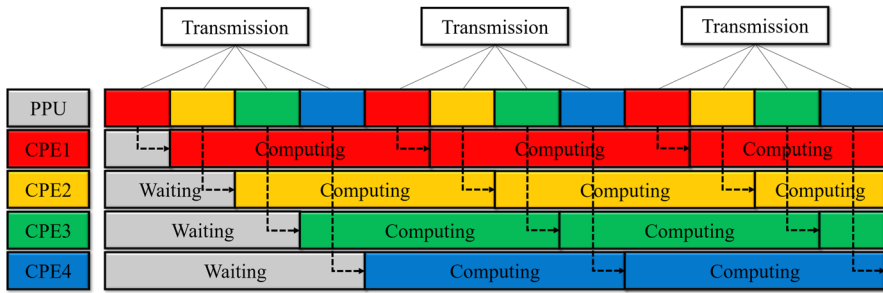 Transmission Transmission Transmission
PPU
CPE1 Computing Computing Computing
CPE2 Waiting Computing Computing Computing
CPE3 Waiting Computing Computing
CPE4 Waiting Computing Computing